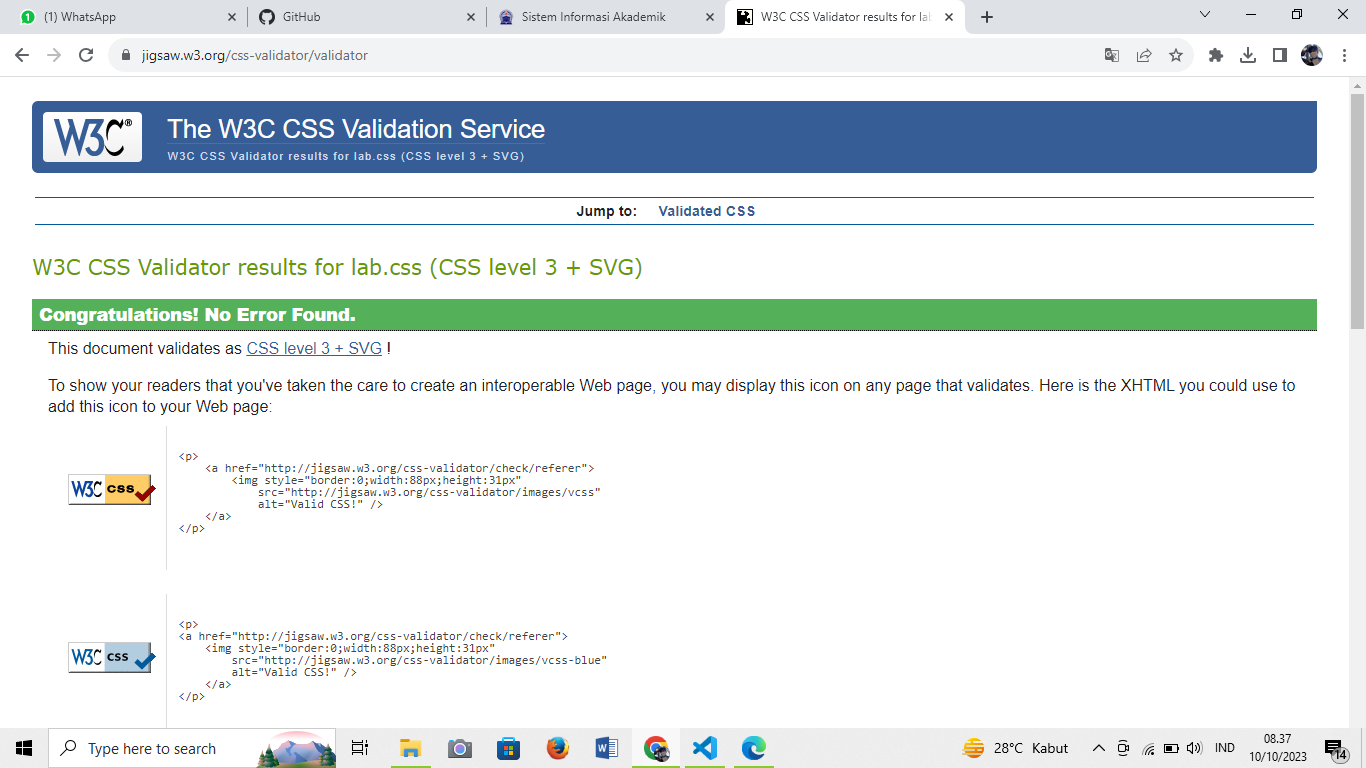 (1) WhatsApp
GitHub
Sistem Informasi Akademik
W3C CSS Validator results for la
jigsaw.w3.org/css-validator/validator
W3C®
The W3C CSS Validation Service
W3C CSS Validator results for lab.css (CSS level 3 + SVG)
Jump to: Validated CSS
W3C CSS Validator results for lab.css (CSS level 3 + SVG)
Congratulations! No Error Found.
This document validates as CSS level 3 + SVG !
To show your readers that you've taken the care to create an interoperable Web page, you may display this icon on any page that validates. Here is the XHTML you could use to
add this icon to your Web page:
W3C CSS
<p>
<a href="http://jigsaw.w3.org/css-validator/check/referer">
<img style="border:0;width:88px;height:31px"
src="http://jigsaw.w3.org/css-validator/images/vcss"
alt="Valid CSS!" />
</a>
</p>
W3C CSS
<p>
<a href="http://jigsaw.w3.org/css-validator/check/referer">
<img style="border:0;width:88px;height:31px"
src="http://jigsaw.w3.org/css-validator/images/vcss-blue"
alt="Valid CSS!" />
</a>
</p>
Type here to search
28°C Kabut
IND
08.37
10/10/2023
14